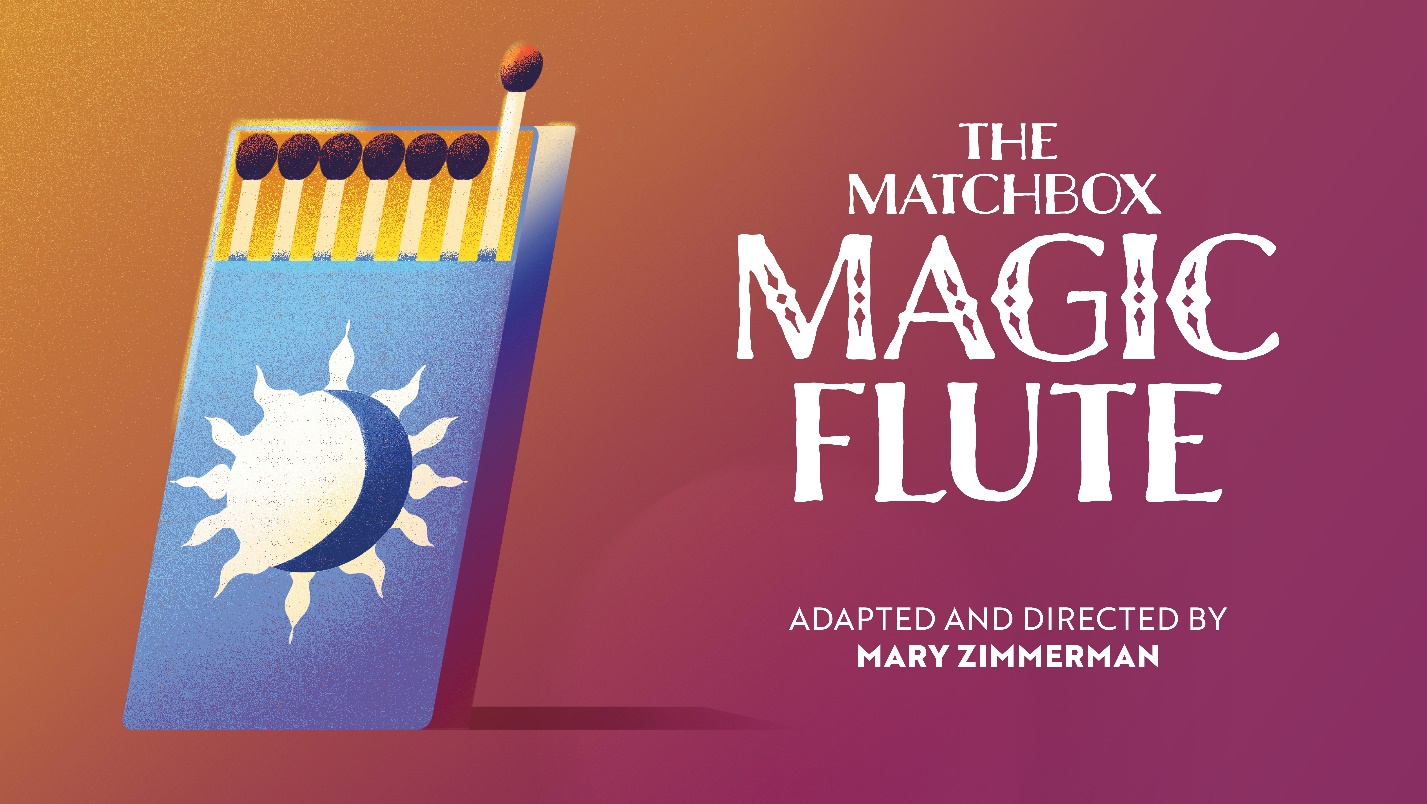 THE
MATCHBOX
MAGIC
FLUTE
ADAPTED AND DIRECTED BY
MARY ZIMMERMAN